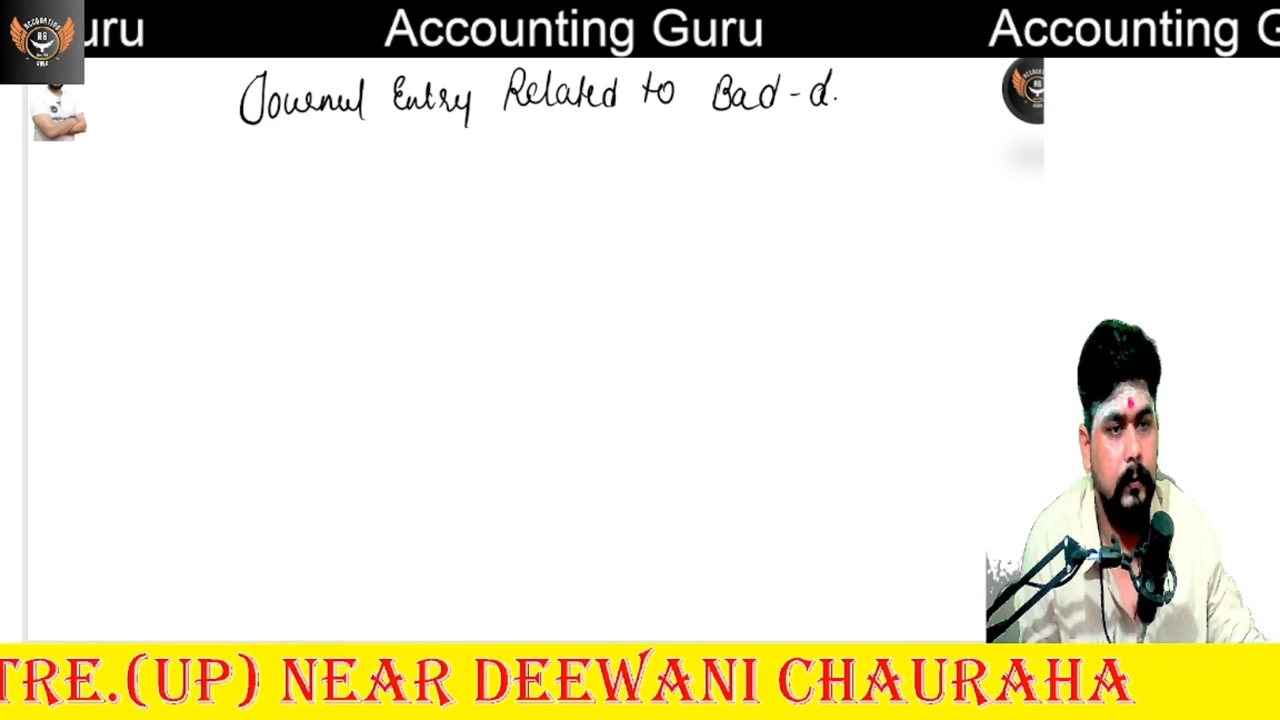 uru Accounting Guru Accounting G
Journal Entry Related to Bad-d.
TRE.(UP) NEAR DEEWANI CHAURAHA